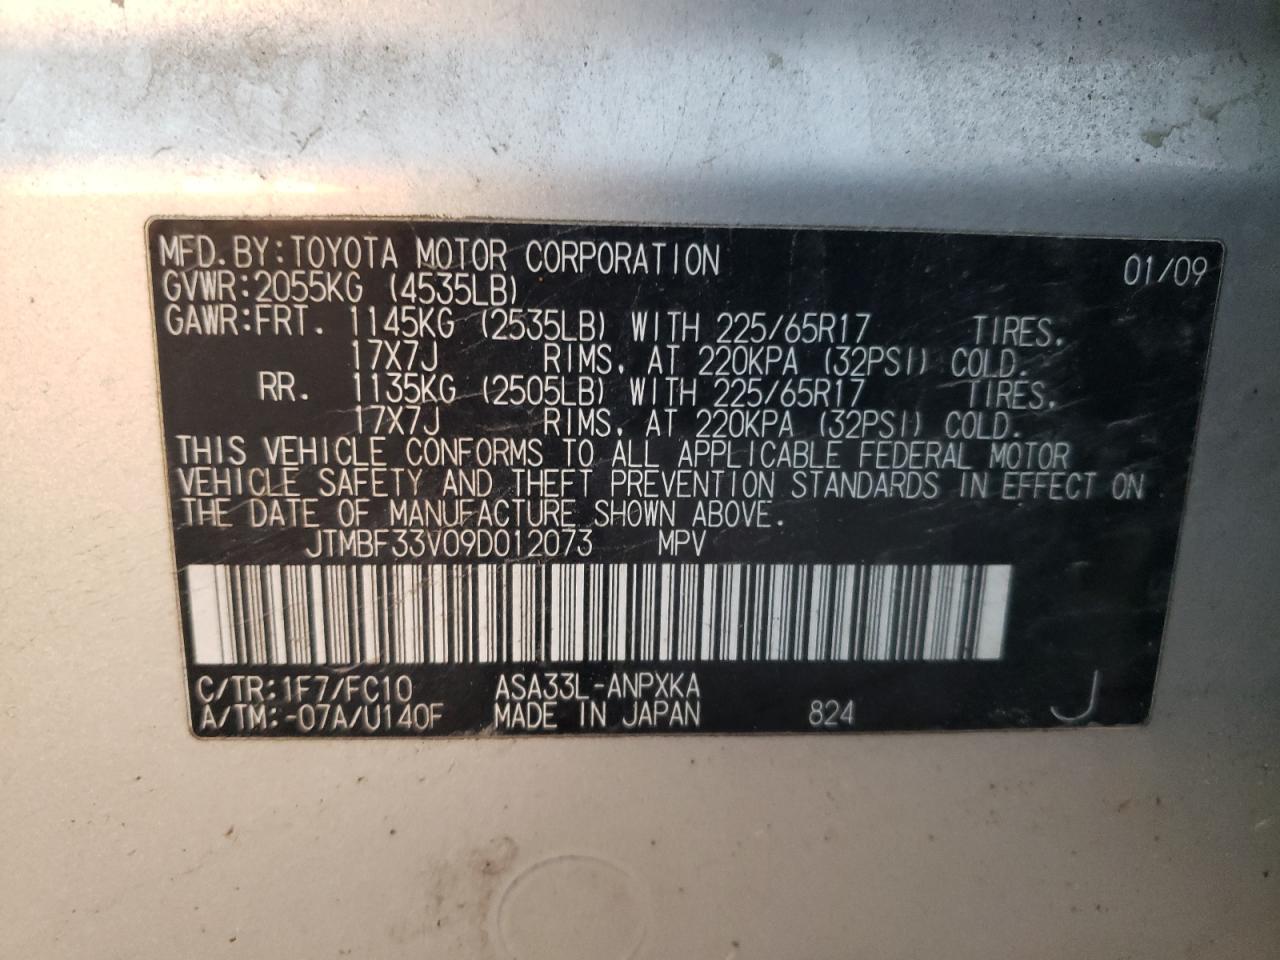 MFD. BY: TOYOTA MOTOR CORPORATION 01/09
GVWR: 2055KG (4535LB)
GAWR: FRT. 1145KG (2535LB) WITH 225/65R17 TIRES,
17X7J RIMS, AT 220KPA (32PSI) COLD.
RR. 1135KG (2505LB) WITH 225/65R17 TIRES,
17X7J RIMS, AT 220KPA (32PSI) COLD.
THIS VEHICLE CONFORMS TO ALL APPLICABLE FEDERAL MOTOR
VEHICLE SAFETY AND THEFT PREVENTION STANDARDS IN EFFECT ON
THE DATE OF MANUFACTURE SHOWN ABOVE.
JTMBF33V09D012073 MPV
C/TR: 1F7/FC10 ASA33L-ANPXKA
A/TM: -07A/U140F MADE IN JAPAN 824 J